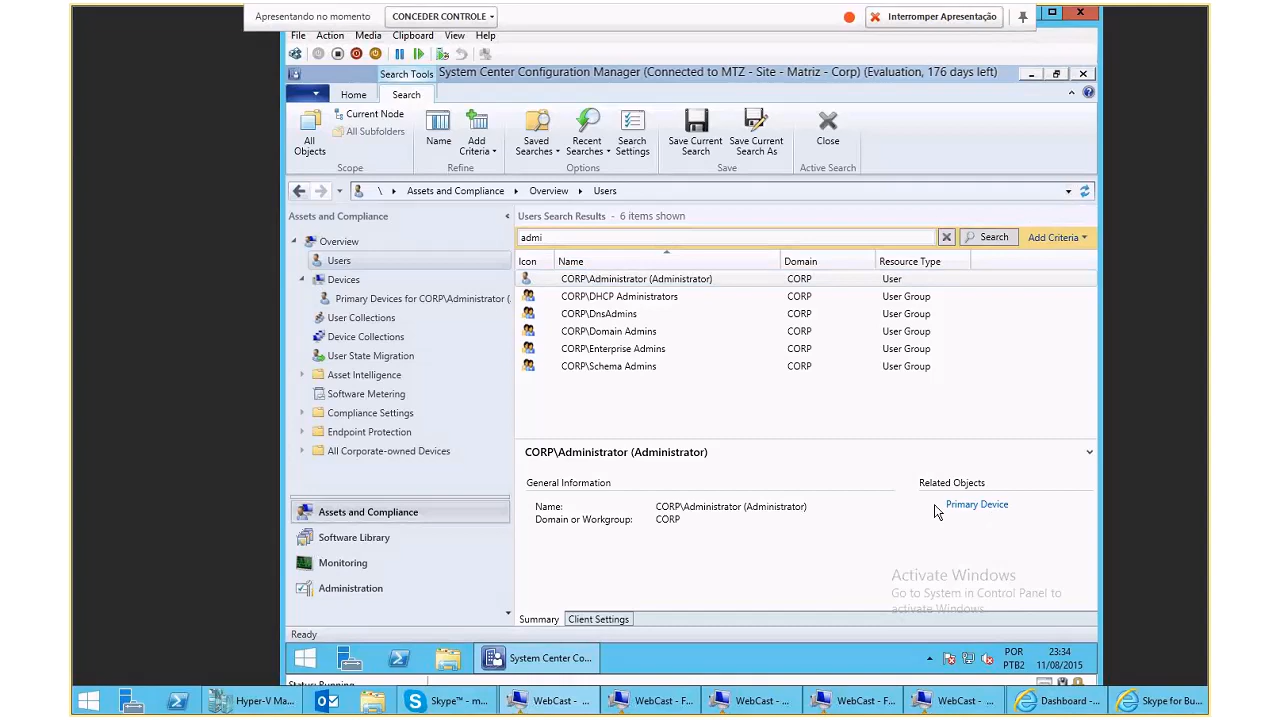 Apresentando no momento
CONCEDER CONTROLE
Interromper Apresentação
File Action Media Clipboard View Help
Search Tools System Center Configuration Manager (Connected to MTZ - Site - Matriz - Corp) (Evaluation, 176 days left)
Home Search
All Objects
Current Node
All Subfolders
Scope
Name
Add Criteria
Refine
Saved Searches
Recent Searches
Search Settings
Options
Save Current Search
Save Current Search As
Save
Close
Active Search
\ Assets and Compliance Overview Users
Assets and Compliance
Overview
Users
Devices
Primary Devices for CORP\Administrator (
User Collections
Device Collections
User State Migration
Asset Intelligence
Software Metering
Compliance Settings
Endpoint Protection
All Corporate-owned Devices
Assets and Compliance
Software Library
Monitoring
Administration
Users Search Results - 6 items shown
admi Search Add Criteria
Icon Name Domain Resource Type
CORP\Administrator (Administrator) CORP User
CORP\DHCP Administrators CORP User Group
CORP\DnsAdmins CORP User Group
CORP\Domain Admins CORP User Group
CORP\Enterprise Admins CORP User Group
CORP\Schema Admins CORP User Group
CORP\Administrator (Administrator)
General Information
Name: CORP\Administrator (Administrator)
Domain or Workgroup: CORP
Related Objects
Primary Device
Activate Windows
Go to System in Control Panel to
activate Windows.
Summary Client Settings
Ready
System Center Co...
POR 23:34
PTB2 11/08/2015
Status: Running
Hyper-V Ma... Skype™ - m... WebCast - ... WebCast - F... WebCast - ... WebCast - F... WebCast - ... Dashboard -... Skype for Bu...